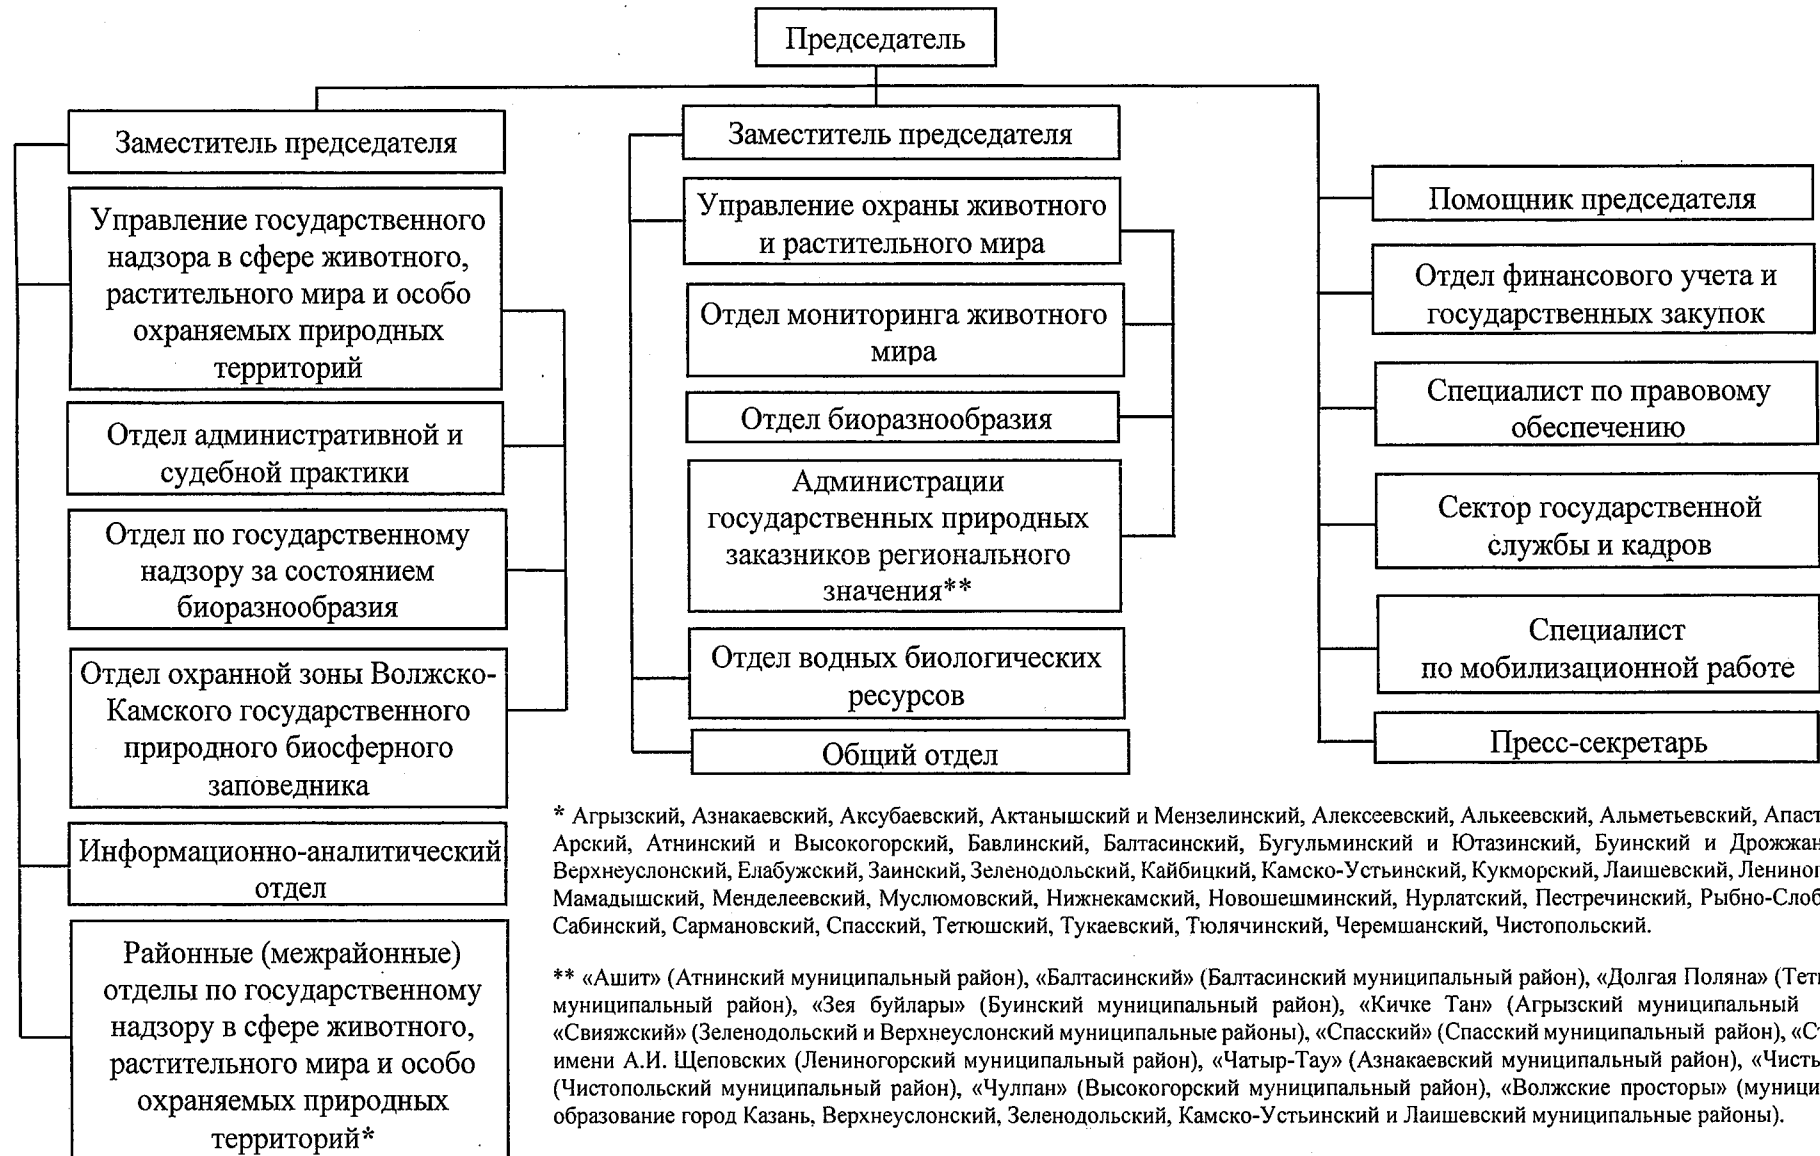 Председатель
Заместитель председателя
Управление государственного
надзора в сфере животного,
растительного мира и особо
охраняемых природных
территорий
Отдел административной и
судебной практики
Отдел по государственному
надзору за состоянием
биоразнообразия
Отдел охранной зоны Волжско-
Камского государственного
природного биосферного
заповедника
Информационно-аналитический
отдел
Районные (межрайонные)
отделы по государственному
надзору в сфере животного,
растительного мира и особо
охраняемых природных
территорий*
Заместитель председателя
Управление охраны животного
и растительного мира
Отдел мониторинга животного
мира
Отдел биоразнообразия
Администрации
государственных природных
заказников регионального
значения**
Отдел водных биологических
ресурсов
Общий отдел
Помощник председателя
Отдел финансового учета и
государственных закупок
Специалист по правовому
обеспечению
Сектор государственной
службы и кадров
Специалист
по мобилизационной работе
Пресс-секретарь
* Агрызский, Азнакаевский, Аксубаевский, Актанышский и Мензелинский, Алексеевский, Алькеевский, Альметьевский, Апаст
Арский, Атнинский и Высокогорский, Бавлинский, Балтасинский, Бугульминский и Ютазинский, Буинский и Дрожжан
Верхнеуслонский, Елабужский, Заинский, Зеленодольский, Кайбицкий, Камско-Устьинский, Кукморский, Лаишевский, Лениног
Мамадышский, Менделеевский, Муслюмовский, Нижнекамский, Новошешминский, Нурлатский, Пестречинский, Рыбно-Слоб
Сабинский, Сармановский, Спасский, Тетюшский, Тукаевский, Тюлячинский, Черемшанский, Чистопольский.
** «Ашит» (Атнинский муниципальный район), «Балтасинский» (Балтасинский муниципальный район), «Долгая Поляна» (Тет
муниципальный район), «Зея буйлары» (Буинский муниципальный район), «Кичке Тан» (Агрызский муниципальный
«Свияжский» (Зеленодольский и Верхнеуслонский муниципальные районы), «Спасский» (Спасский муниципальный район), «С
имени А.И. Щеповских (Лениногорский муниципальный район), «Чатыр-Тау» (Азнакаевский муниципальный район), «Чисты
(Чистопольский муниципальный район), «Чулпан» (Высокогорский муниципальный район), «Волжские просторы» (муници
образование город Казань, Верхнеуслонский, Зеленодольский, Камско-Устьинский и Лаишевский муниципальные районы).